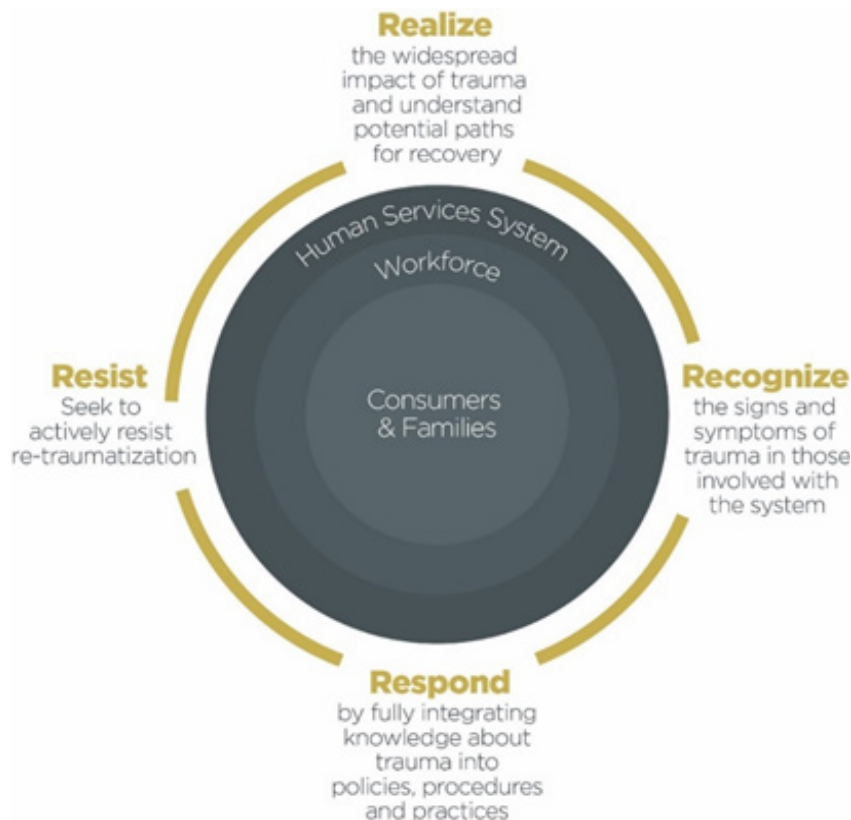 Realize
the widespread
impact of trauma
and understand
potential paths
for recovery
Human Services System
Workforce
Consumers
& Families
Resist
Seek to
actively resist
re-traumatization
Recognize
the signs and
symptoms of
trauma in those
involved with
the system
Respond
by fully integrating
knowledge about
trauma into
policies, procedures
and practices